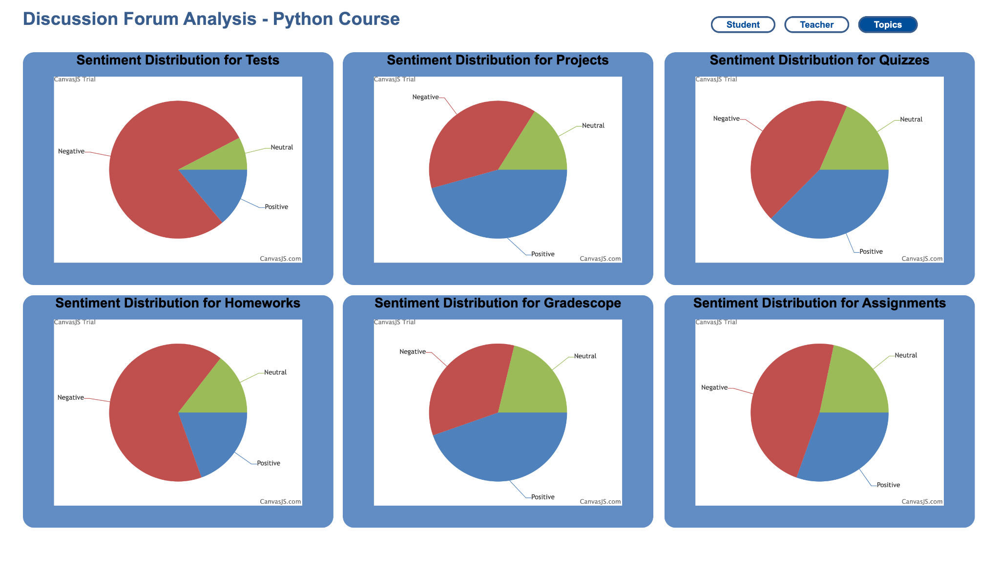 Discussion Forum Analysis - Python Course
Student
Teacher
Topics
Sentiment Distribution for Tests
CanvasJS Trial
Negative
Neutral
Positive
CanvasJS.com
Sentiment Distribution for Projects
CanvasJS Trial
Negative
Neutral
Positive
CanvasJS.com
Sentiment Distribution for Quizzes
CanvasJS Trial
Negative
Neutral
Positive
CanvasJS.com
Sentiment Distribution for Homeworks
CanvasJS Trial
Neutral
Negative
Positive
CanvasJS.com
Sentiment Distribution for Gradescope
CanvasJS Trial
Negative
Neutral
Positive
CanvasJS.com
Sentiment Distribution for Assignments
CanvasJS Trial
Neutral
Negative
Positive
CanvasJS.com